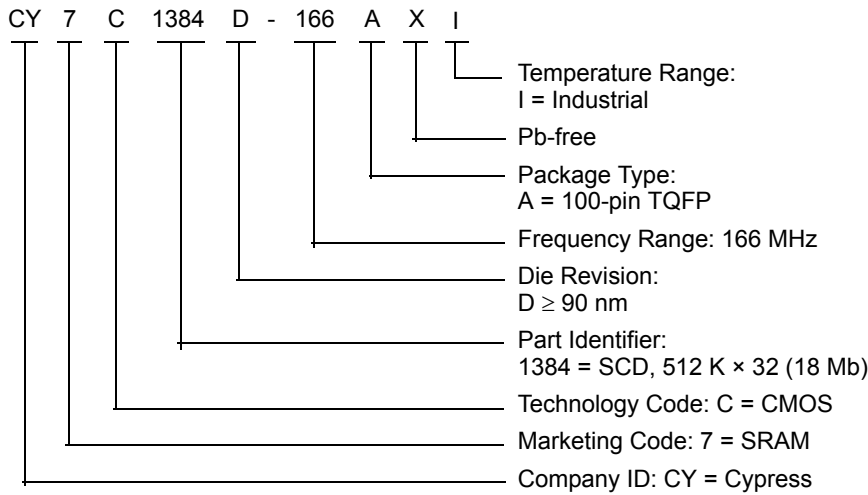 CY 7 C 1384 D - 166 A X I
Temperature Range:
I = Industrial
Pb-free
Package Type:
A = 100-pin TQFP
Frequency Range: 166 MHz
Die Revision:
D ≥ 90 nm
Part Identifier:
1384 = SCD, 512 K × 32 (18 Mb)
Technology Code: C = CMOS
Marketing Code: 7 = SRAM
Company ID: CY = Cypress